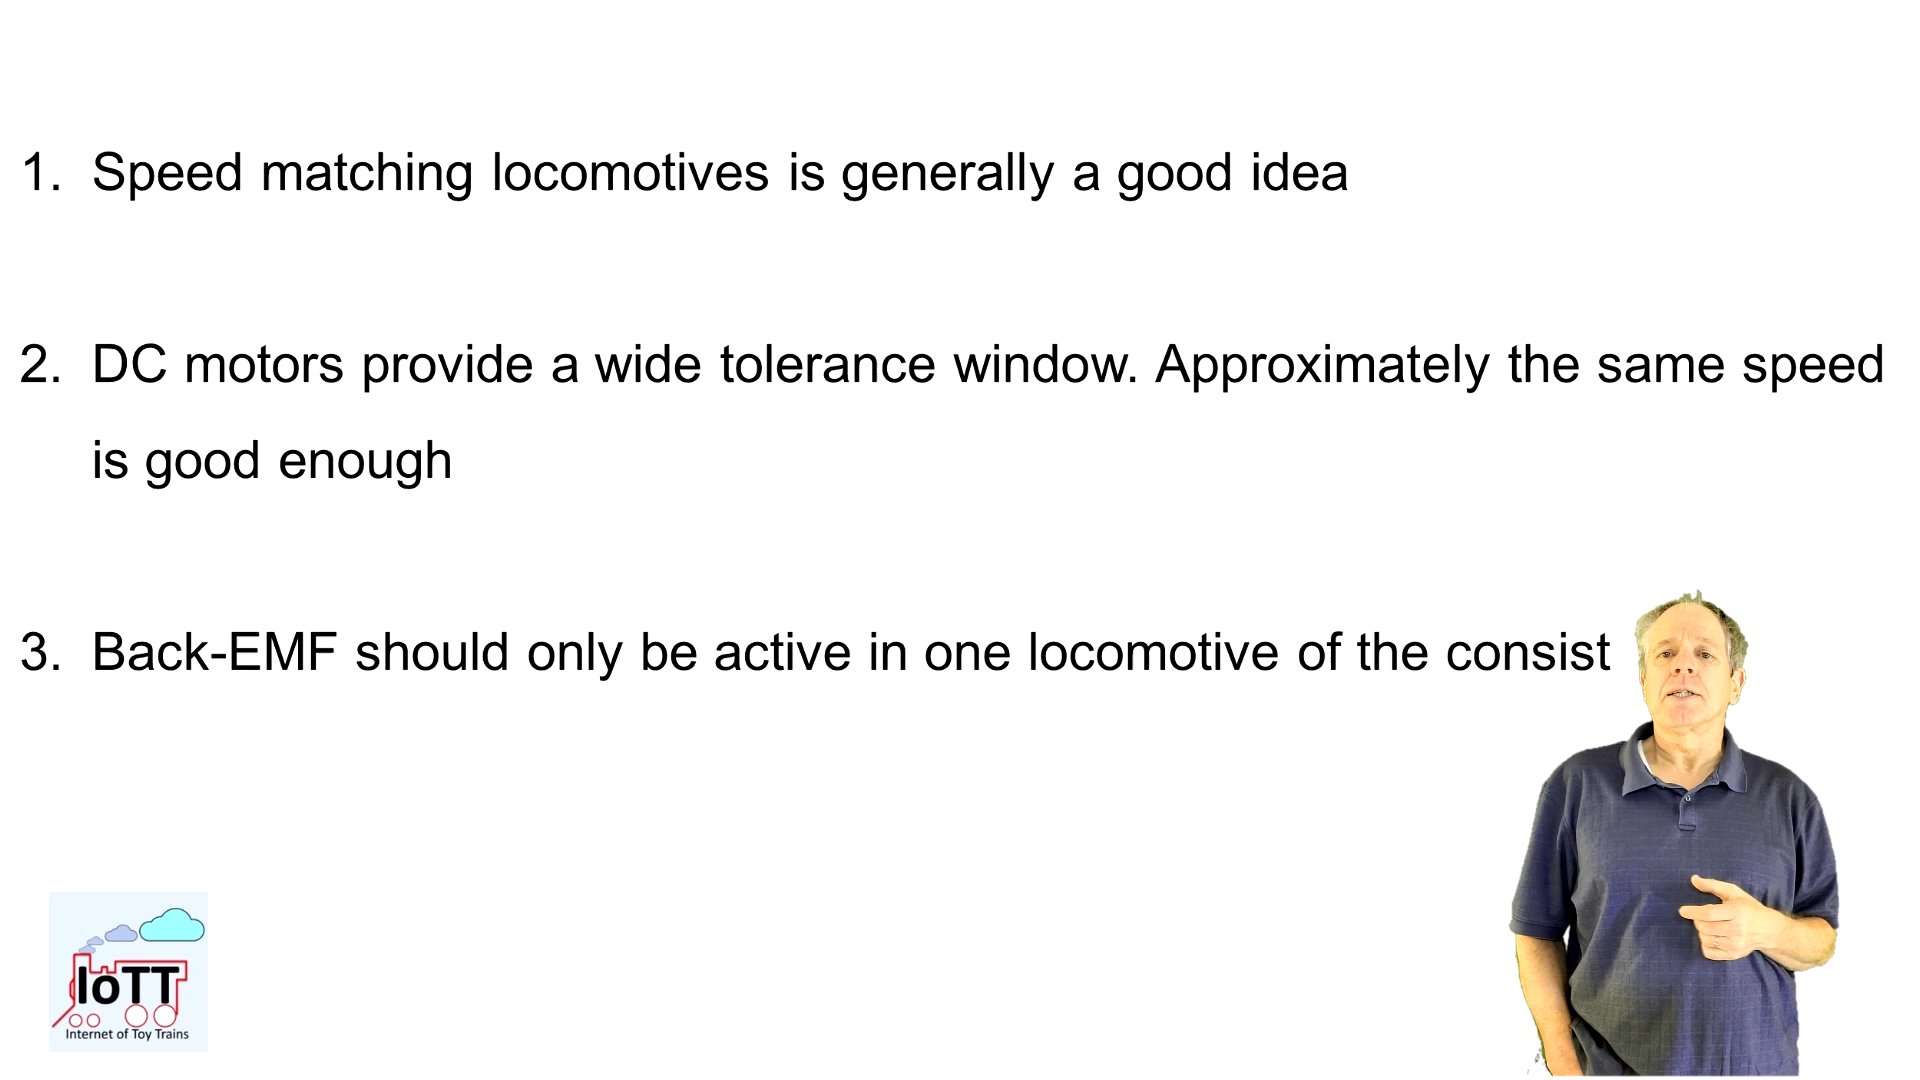 1. Speed matching locomotives is generally a good idea
2. DC motors provide a wide tolerance window. Approximately the same speed
is good enough
3. Back-EMF should only be active in one locomotive of the consist
IoTT
Internet of Toy Trains